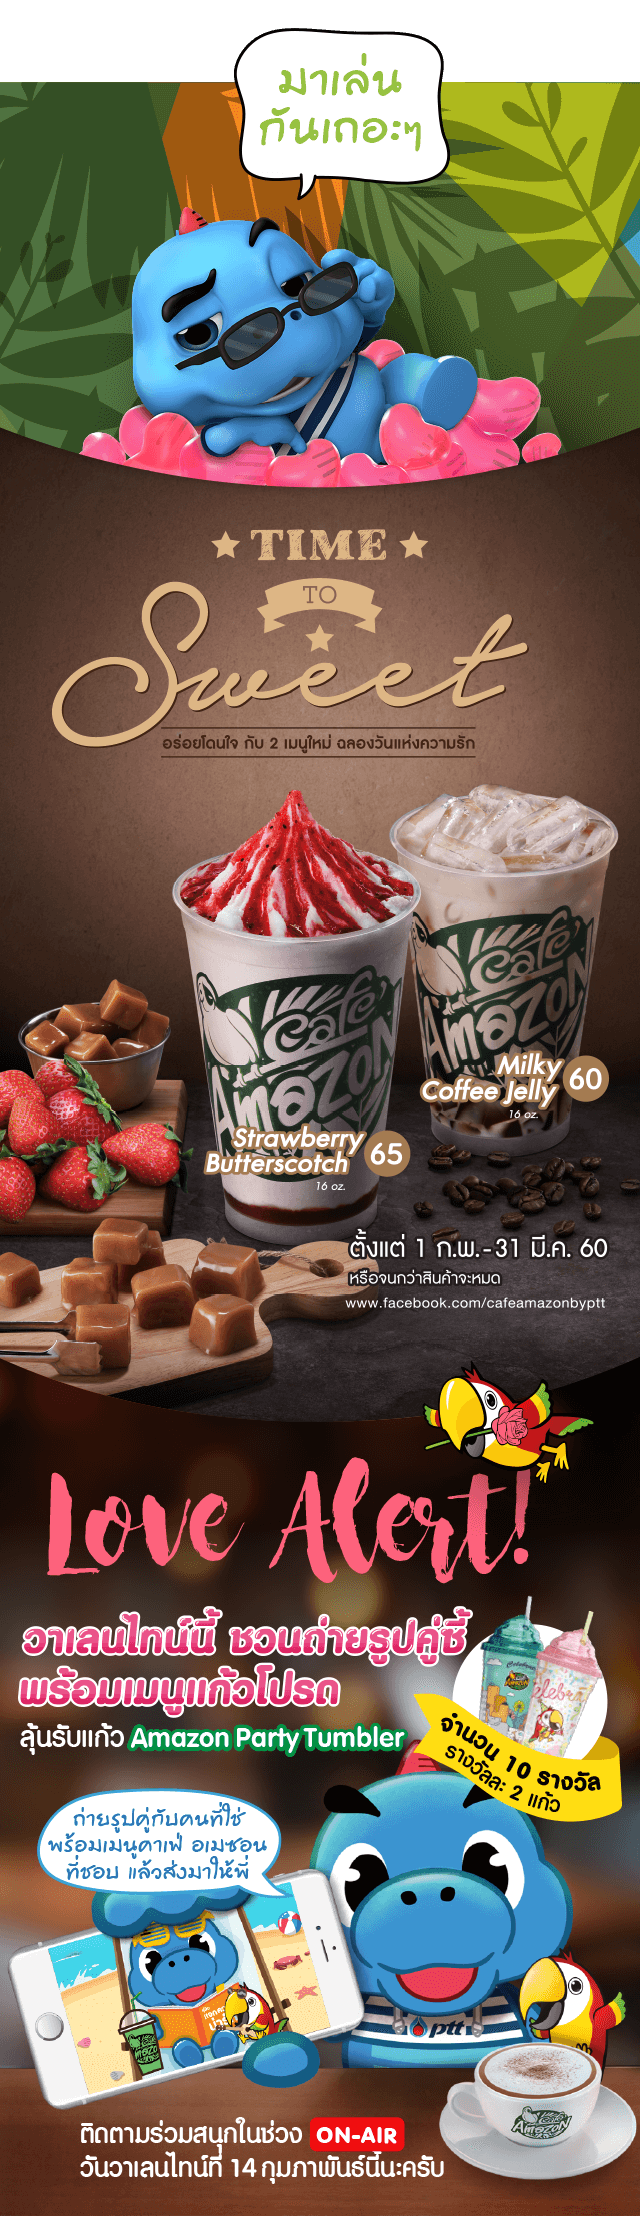 มาเล่น
กันเถอะๆ
TIME
TO
Sweet
อร่อยโดนใจ กับ 2 เมนูใหม่ ฉลองวันแห่งความรัก
Café
Amazon
Café
Amazon
Milky
Coffee Jelly 60
16 oz.
Strawberry
Butterscotch 65
16 oz.
ตั้งแต่ 1 ก.พ.-31 มี.ค. 60
หรือจนกว่าสินค้าจะหมด
www.facebook.com/cafeamazonbyptt
Love Alert!
วาเลนไทน์นี้ ชวนถ่ายรูปคู่ซี้
พร้อมเมนูแก้วโปรด
ลุ้นรับแก้ว Amazon Party Tumbler
จำนวน 10 รางวัล
รางวัลละ 2 แก้ว
ถ่ายรูปคู่กับคนที่ใช่
พร้อมเมนูคาเฟ่ อเมซอน
ที่ชอบ แล้วส่งมาให้พี่
ptt
Café
Amazon
ติดตามร่วมสนุกในช่วง ON-AIR
วันวาเลนไทน์ที่ 14 กุมภาพันธ์นี้นะครับ